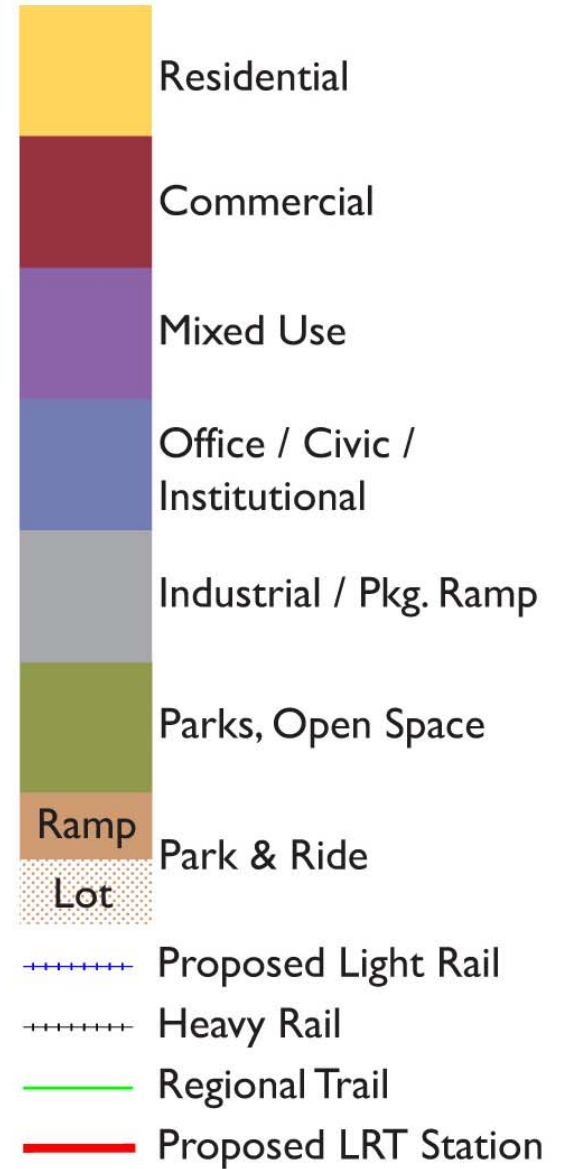 Residential
Commercial
Mixed Use
Office / Civic /
Institutional
Industrial / Pkg. Ramp
Parks, Open Space
Ramp
Park & Ride
Lot
Proposed Light Rail
Heavy Rail
Regional Trail
Proposed LRT Station